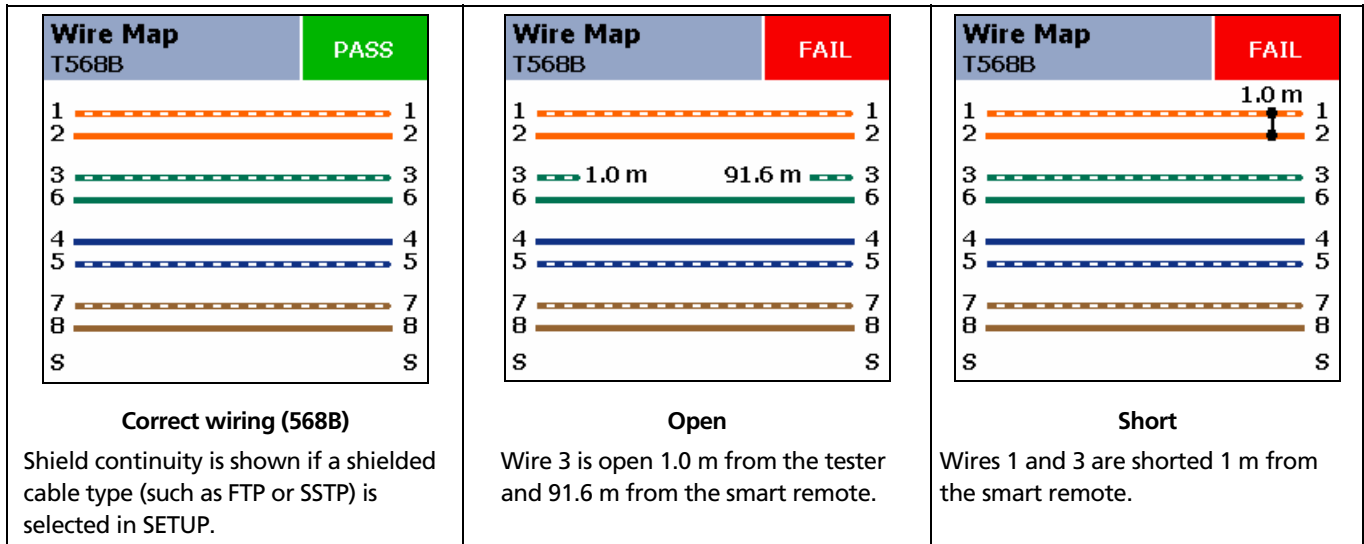 Wire Map
T568B
PASS
1 1
2 2
3 3
6 6
4 4
5 5
7 7
8 8
S S
Correct wiring (568B)
Shield continuity is shown if a shielded
cable type (such as FTP or SSTP) is
selected in SETUP.
Wire Map
T568B
FAIL
1 1
2 2
3 1.0 m 91.6 m 3
6 6
4 4
5 5
7 7
8 8
S S
Open
Wire 3 is open 1.0 m from the tester
and 91.6 m from the smart remote.
Wire Map
T568B
FAIL
1.0 m
1 1
2 2
3 3
6 6
4 4
5 5
7 7
8 8
S S
Short
Wires 1 and 3 are shorted 1 m from
the smart remote.